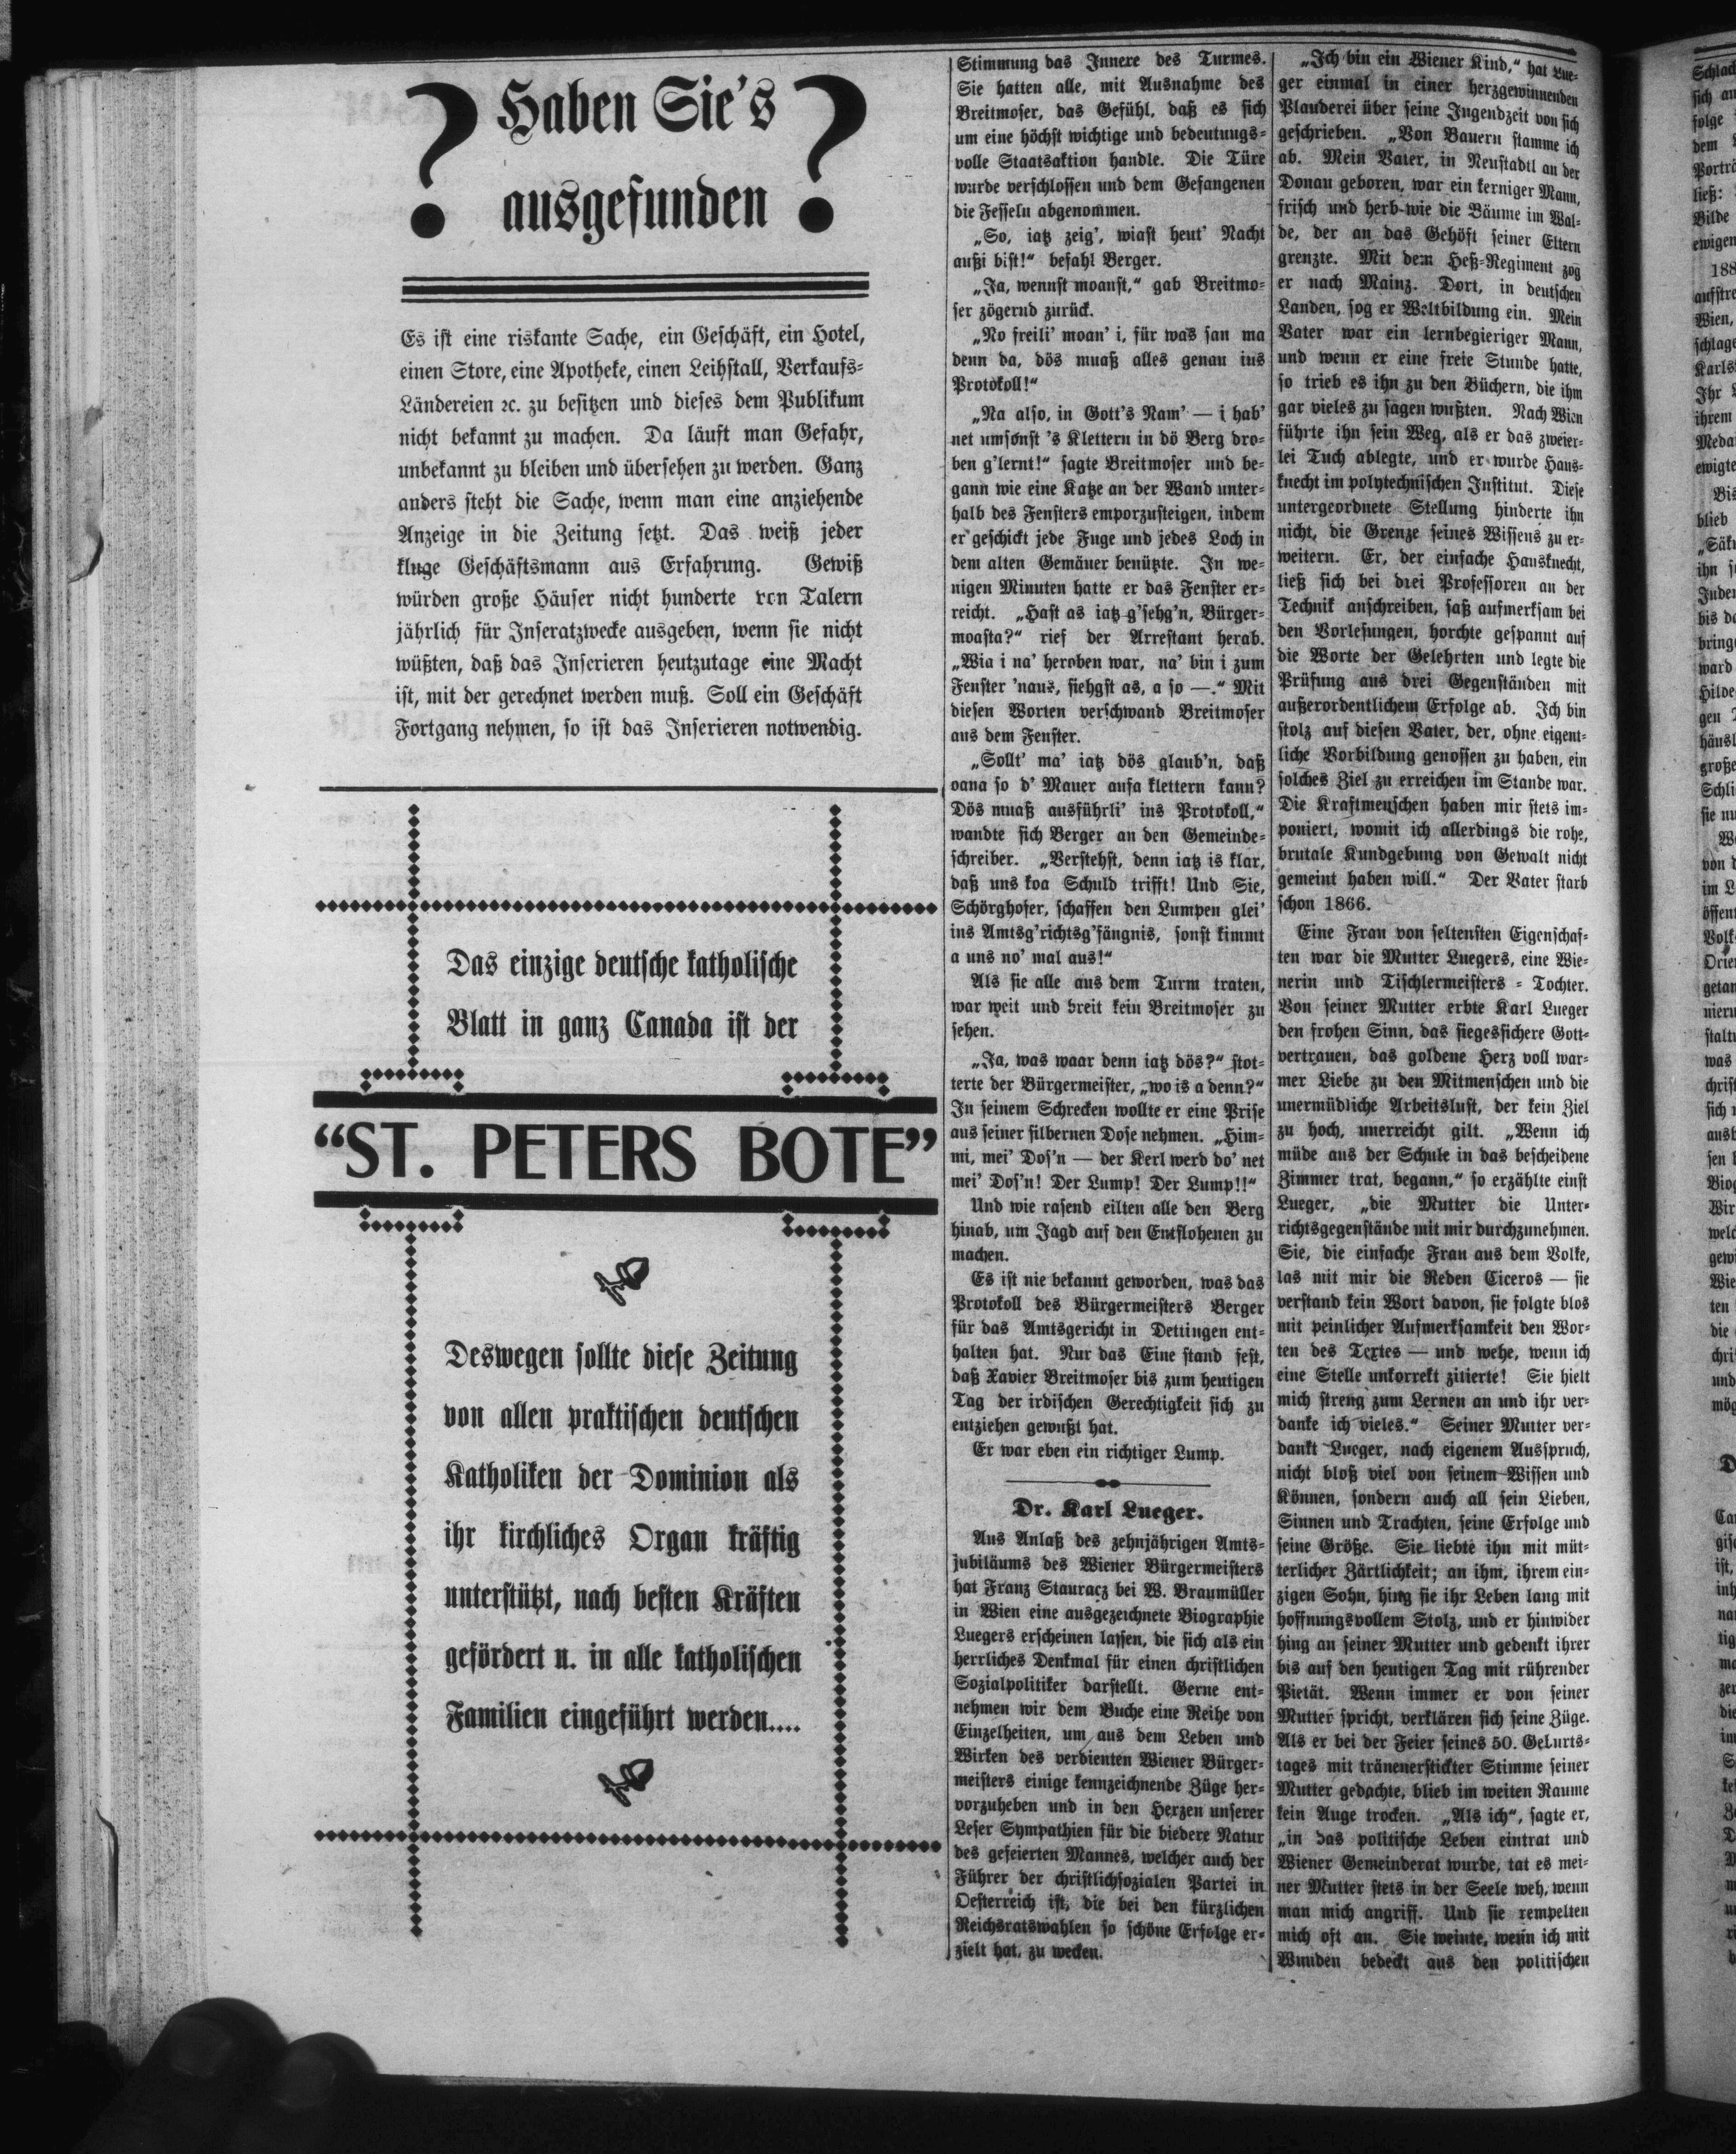 Haben Sie's
? ?
ausgefunden
Es ist eine riskante Sache, ein Geschäft, ein Hotel,
einen Store, eine Apotheke, einen Leihstall, Verkaufs-
Ländereien ꝛc. zu besitzen und dieses dem Publikum
nicht bekannt zu machen. Da läuft man Gefahr,
unbekannt zu bleiben und übersehen zu werden. Ganz
anders steht die Sache, wenn man eine anziehende
Anzeige in die Zeitung setzt. Das weiß jeder
kluge Geschäftsmann aus Erfahrung. Gewiß
würden große Häuser nicht hunderte von Talern
jährlich für Inseratzwecke ausgeben, wenn sie nicht
wüßten, daß das Inserieren heutzutage eine Macht
ist, mit der gerechnet werden muß. Soll ein Geschäft
Fortgang nehmen, so ist das Inserieren notwendig.
Das einzige deutsche katholische
Blatt in ganz Canada ist der
“ST. PETERS BOTE”
Deswegen sollte diese Zeitung
von allen praktischen deutschen
Katholiken der Dominion als
ihr kirchliches Organ kräftig
unterstützt, nach besten Kräften
gefördert u. in alle katholischen
Familien eingeführt werden....
Stimmung das Innere des Turmes.
Sie hatten alle, mit Ausnahme des
Breitmoser, das Gefühl, daß es sich
um eine höchst wichtige und bedeutungs-
volle Staatsaktion handle. Die Türe
wurde verschlossen und dem Gefangenen
die Fesseln abgenommen.
„So, iatz zeig', wiast heut' Nacht
außi bist!“ befahl Berger.
„Ja, wennst moanst,“ gab Breitmo-
ser zögernd zurück.
„No freili' moan' i, für was san ma
denn da, dös muaß alles genau ins
Protokoll!“
„Na also, in Gott's Nam' — i hab'
net umsonst 's Klettern in dö Berg dro-
ben g'lernt!“ sagte Breitmoser und be-
gann wie eine Katze an der Wand unter-
halb des Fensters emporzusteigen, indem
er geschickt jede Fuge und jedes Loch in
dem alten Gemäuer benützte. In we-
nigen Minuten hatte er das Fenster er-
reicht. „Hast as iatz g'sehg'n, Bürger-
moasta?“ rief der Arrestant herab.
„Wia i na' heroben war, na' bin i zum
Fenster 'naus, siehgst as, a so —.“ Mit
diesen Worten verschwand Breitmoser
aus dem Fenster.
„Sollt' ma' iatz dös glaub'n, daß
oana so d' Mauer aufa klettern kann?
Dös muaß ausführli' ins Protokoll,“
wandte sich Berger an den Gemeinde-
schreiber. „Verstehst, denn iatz is klar,
daß uns koa Schuld trifft! Und Sie,
Schörghofer, schaffen den Lumpen glei'
ins Amtsg'richtsg'fängnis, sonst kimmt
a uns no' mal aus!“
Als sie alle aus dem Turm traten,
war weit und breit kein Breitmoser zu
sehen.
„Ja, was waar denn iatz dös?“ stot-
terte der Bürgermeister, „wo is a denn?“
In seinem Schrecken wollte er eine Prise
aus seiner silbernen Dose nehmen. „Him-
mi, mei' Dos'n — der Kerl werd do' net
mei' Dos'n! Der Lump! Der Lump!!“
Und wie rasend eilten alle den Berg
hinab, um Jagd auf den Entflohenen zu
machen.
Es ist nie bekannt geworden, was das
Protokoll des Bürgermeisters Berger
für das Amtsgericht in Dettingen ent-
halten hat. Nur das Eine stand fest,
daß Xavier Breitmoser bis zum heutigen
Tag der irdischen Gerechtigkeit sich zu
entziehen gewußt hat.
Er war eben ein richtiger Lump.
Dr. Karl Lueger.
Aus Anlaß des zehnjährigen Amts-
jubiläums des Wiener Bürgermeisters
hat Franz Stauracz bei W. Braumüller
in Wien eine ausgezeichnete Biographie
Luegers erscheinen lassen, die sich als ein
herrliches Denkmal für einen christlichen
Sozialpolitiker darstellt. Gerne ent-
nehmen wir dem Buche eine Reihe von
Einzelheiten, um aus dem Leben und
Wirken des verdienten Wiener Bürger-
meisters einige kennzeichnende Züge her-
vorzuheben und in den Herzen unserer
Leser Sympathien für die biedere Natur
des gefeierten Mannes, welcher auch der
Führer der christlichsozialen Partei in
Oesterreich ist, die bei den kürzlichen
Reichsratswahlen so schöne Erfolge er-
zielt hat, zu wecken.
„Ich bin ein Wiener Kind,“ hat Lue-
ger einmal in einer herzgewinnenden
Plauderei über seine Jugendzeit von sich
geschrieben. „Von Bauern stamme ich
ab. Mein Vater, in Neustadtl an der
Donau geboren, war ein kerniger Mann,
frisch und herb wie die Bäume im Wal-
de, der an das Gehöft seiner Eltern
grenzte. Mit dem Heß-Regiment zog
er nach Mainz. Dort, in deutschen
Landen, sog er Weltbildung ein. Mein
Vater war ein lernbegieriger Mann,
und wenn er eine freie Stunde hatte,
so trieb es ihn zu den Büchern, die ihm
gar vieles zu sagen wußten. Nach Wien
führte ihn sein Weg, als er das zweier-
lei Tuch ablegte, und er wurde Haus-
knecht im polytechnischen Institut. Diese
untergeordnete Stellung hinderte ihn
nicht, die Grenze seines Wissens zu er-
weitern. Er, der einfache Hausknecht,
ließ sich bei drei Professoren an der
Technik anschreiben, saß aufmerksam bei
den Vorlesungen, horchte gespannt auf
die Worte der Gelehrten und legte die
Prüfung aus drei Gegenständen mit
außerordentlichem Erfolge ab. Ich bin
stolz auf diesen Vater, der, ohne eigent-
liche Vorbildung genossen zu haben, ein
solches Ziel zu erreichen im Stande war.
Die Kraftmenschen haben mir stets im-
poniert, womit ich allerdings die rohe,
brutale Kundgebung von Gewalt nicht
gemeint haben will.“ Der Vater starb
schon 1866.
Eine Frau von seltensten Eigenschaf-
ten war die Mutter Luegers, eine Wie-
nerin und Tischlermeisters - Tochter.
Von seiner Mutter erbte Karl Lueger
den frohen Sinn, das siegessichere Gott-
vertrauen, das goldene Herz voll war-
mer Liebe zu den Mitmenschen und die
unermüdliche Arbeitslust, der kein Ziel
zu hoch, unerreicht gilt. „Wenn ich
müde aus der Schule in das bescheidene
Zimmer trat, begann,“ so erzählte einst
Lueger, „die Mutter die Unter-
richtsgegenstände mit mir durchzunehmen.
Sie, die einfache Frau aus dem Volke,
las mit mir die Reden Ciceros — sie
verstand kein Wort davon, sie folgte blos
mit peinlicher Aufmerksamkeit den Wor-
ten des Textes — und wehe, wenn ich
eine Stelle unkorrekt zitierte! Sie hielt
mich streng zum Lernen an und ihr ver-
danke ich vieles.“ Seiner Mutter ver-
dankt Lueger, nach eigenem Ausspruch,
nicht bloß viel von seinem Wissen und
Können, sondern auch all sein Lieben,
Sinnen und Trachten, seine Erfolge und
seine Größe. Sie liebte ihn mit müt-
terlicher Zärtlichkeit; an ihm, ihrem ein-
zigen Sohn, hing sie ihr Leben lang mit
hoffnungsvollem Stolz, und er hinwider
hing an seiner Mutter und gedenkt ihrer
bis auf den heutigen Tag mit rührender
Pietät. Wenn immer er von seiner
Mutter spricht, verklären sich seine Züge.
Als er bei der Feier seines 50. Geburts-
tages mit tränenerstickter Stimme seiner
Mutter gedachte, blieb im weiten Raume
kein Auge trocken. „Als ich“, sagte er,
„in das politische Leben eintrat und
Wiener Gemeinderat wurde, tat es mei-
ner Mutter stets in der Seele weh, wenn
man mich angriff. Und sie rempelten
mich oft an. Sie weinte, wenn ich mit
Wunden bedeckt aus den politischen